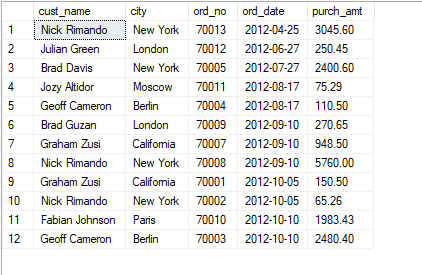 cust_name city ord_no ord_date purch_amt
1 Nick Rimando New York 70013 2012-04-25 3045.60
2 Julian Green London 70012 2012-06-27 250.45
3 Brad Davis New York 70005 2012-07-27 2400.60
4 Jozy Altidor Moscow 70011 2012-08-17 75.29
5 Geoff Cameron Berlin 70004 2012-08-17 110.50
6 Brad Guzan London 70009 2012-09-10 270.65
7 Graham Zusi California 70007 2012-09-10 948.50
8 Nick Rimando New York 70008 2012-09-10 5760.00
9 Graham Zusi California 70001 2012-10-05 150.50
10 Nick Rimando New York 70002 2012-10-05 65.26
11 Fabian Johnson Paris 70010 2012-10-10 1983.43
12 Geoff Cameron Berlin 70003 2012-10-10 2480.40